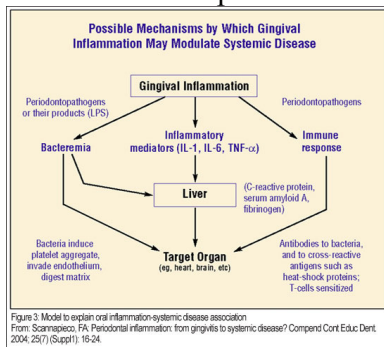 Possible Mechanisms by Which Gingival
Inflammation May Modulate Systemic Disease
Gingival Inflammation
Periodontopathogens
or their products (LPS)
Periodontopathogens
Bacteremia
Inflammatory
mediators (IL-1, IL-6, TNF-α)
Immune
response
Liver
(C-reactive protein,
serum amyloid A,
fibrinogen)
Bacteria induce
platelet aggregate,
invade endothelium,
digest matrix
Target Organ
(eg, heart, brain, etc)
Antibodies to bacteria,
and to cross-reactive
antigens such as
heat-shock proteins;
T-cells sensitized
Figure 3: Model to explain oral inflammation-systemic disease association
From: Scannapieco, FA: Periodontal inflammation: from gingivitis to systemic disease? Compend Cont Educ Dent.
2004; 25(7) (Suppl1): 16-24.